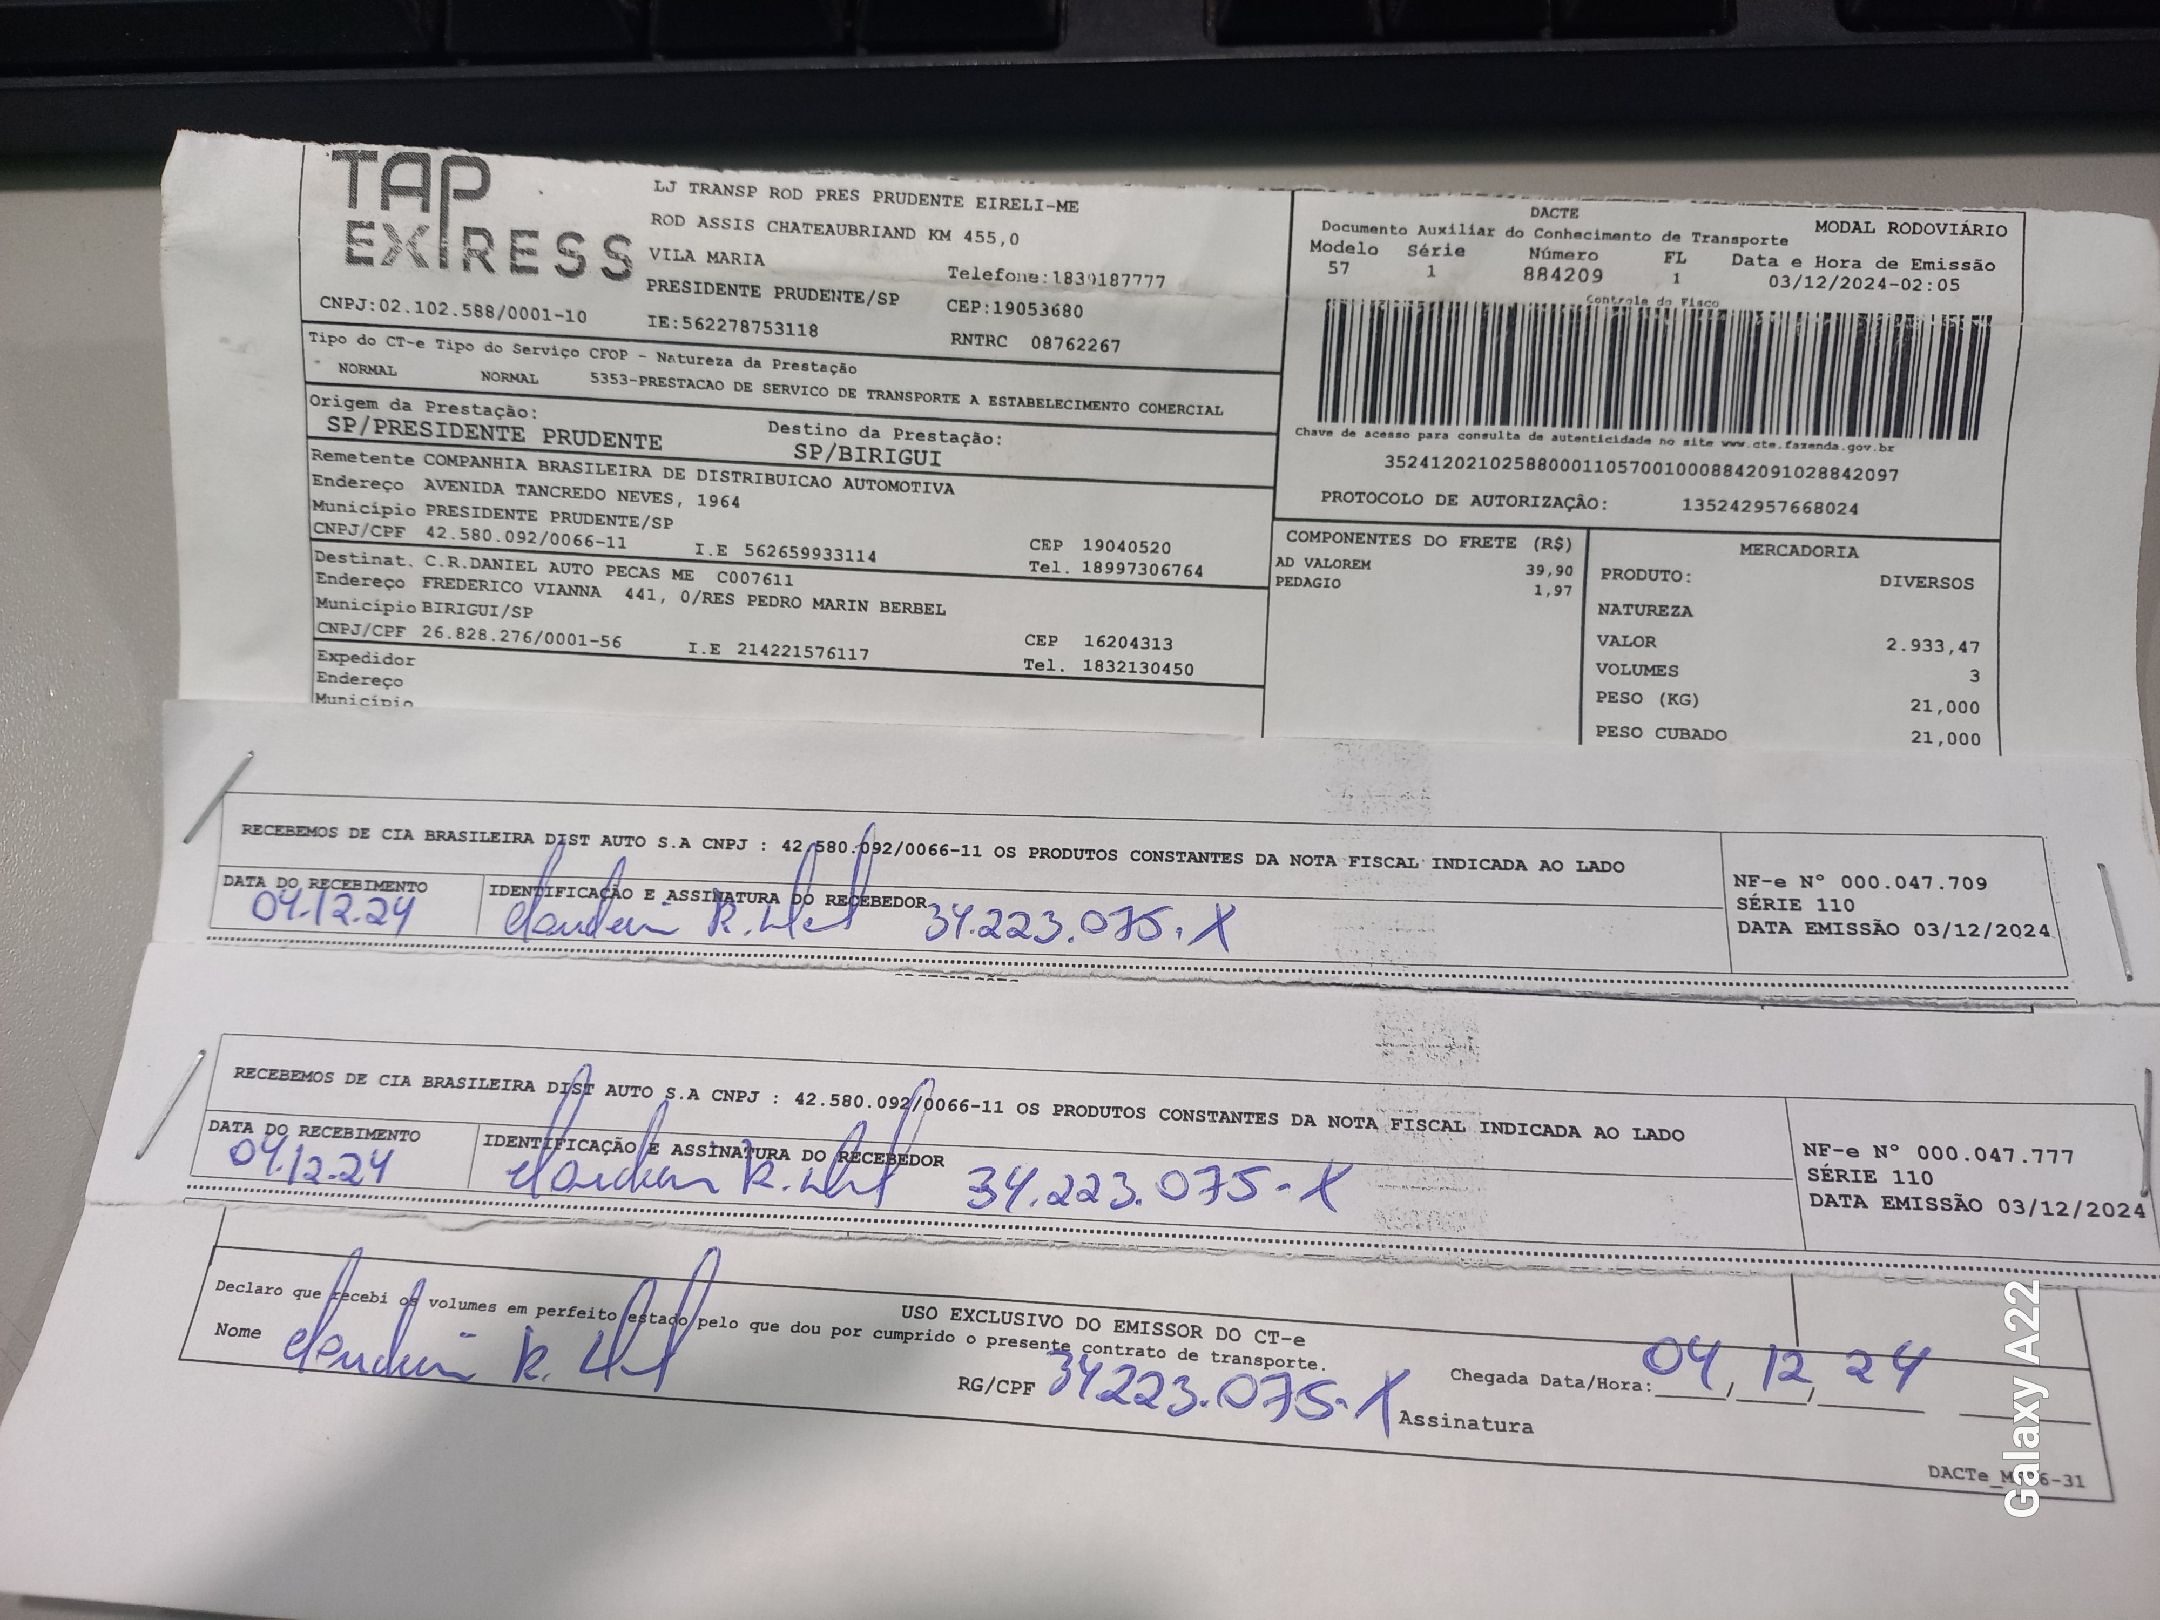 TAP EXPRESS
LJ TRANSP ROD PRES PRUDENTE EIRELI-ME
ROD ASSIS CHATEAUBRIAND KM 455,0
VILA MARIA
Telefone:1839187777
PRESIDENTE PRUDENTE/SP CEP:19053680
CNPJ:02.102.588/0001-10 IE:562278753118 RNTRC 08762267
DACTE MODAL RODOVIÁRIO
Documento Auxiliar do Conhecimento de Transporte
Modelo Série Número FL Data e Hora de Emissão
57 1 884209 1 03/12/2024-02:05
Controle do Fisco
Chave de acesso para consulta de autenticidade no site www.cte.fazenda.gov.br
35241202102588000110570010008842091028842097
PROTOCOLO DE AUTORIZAÇÃO: 135242957668024
Tipo do CT-e Tipo do Serviço CFOP - Natureza da Prestação
NORMAL NORMAL 5353-PRESTACAO DE SERVICO DE TRANSPORTE A ESTABELECIMENTO COMERCIAL
Origem da Prestação: Destino da Prestação:
SP/PRESIDENTE PRUDENTE SP/BIRIGUI
Remetente COMPANHIA BRASILEIRA DE DISTRIBUICAO AUTOMOTIVA
Endereço AVENIDA TANCREDO NEVES, 1964
Município PRESIDENTE PRUDENTE/SP CEP 19040520
CNPJ/CPF 42.580.092/0066-11 I.E 562659933114 Tel. 18997306764
Destinat. C.R.DANIEL AUTO PECAS ME C007611
Endereço FREDERICO VIANNA 441, 0/RES PEDRO MARIN BERBEL
Município BIRIGUI/SP CEP 16204313
CNPJ/CPF 26.828.276/0001-56 I.E 214221576117 Tel. 1832130450
Expedidor
Endereço
Município
COMPONENTES DO FRETE (R$)
AD VALOREM 39,90
PEDAGIO 1,97
MERCADORIA
PRODUTO: DIVERSOS
NATUREZA
VALOR 2.933,47
VOLUMES 3
PESO (KG) 21,000
PESO CUBADO 21,000
RECEBEMOS DE CIA BRASILEIRA DIST AUTO S.A CNPJ : 42.580.092/0066-11 OS PRODUTOS CONSTANTES DA NOTA FISCAL INDICADA AO LADO
DATA DO RECEBIMENTO IDENTIFICAÇÃO E ASSINATURA DO RECEBEDOR
04.12.24 34.223.075.X
NF-e Nº 000.047.709
SÉRIE 110
DATA EMISSÃO 03/12/2024
RECEBEMOS DE CIA BRASILEIRA DIST AUTO S.A CNPJ : 42.580.092/0066-11 OS PRODUTOS CONSTANTES DA NOTA FISCAL INDICADA AO LADO
DATA DO RECEBIMENTO IDENTIFICAÇÃO E ASSINATURA DO RECEBEDOR
04.12.24 34.223.075-X
NF-e Nº 000.047.777
SÉRIE 110
DATA EMISSÃO 03/12/2024
USO EXCLUSIVO DO EMISSOR DO CT-e
Declaro que recebi os volumes em perfeito estado pelo que dou por cumprido o presente contrato de transporte.
Nome RG/CPF 34223.075-X Assinatura
Chegada Data/Hora: 04/12/24
Galaxy A22